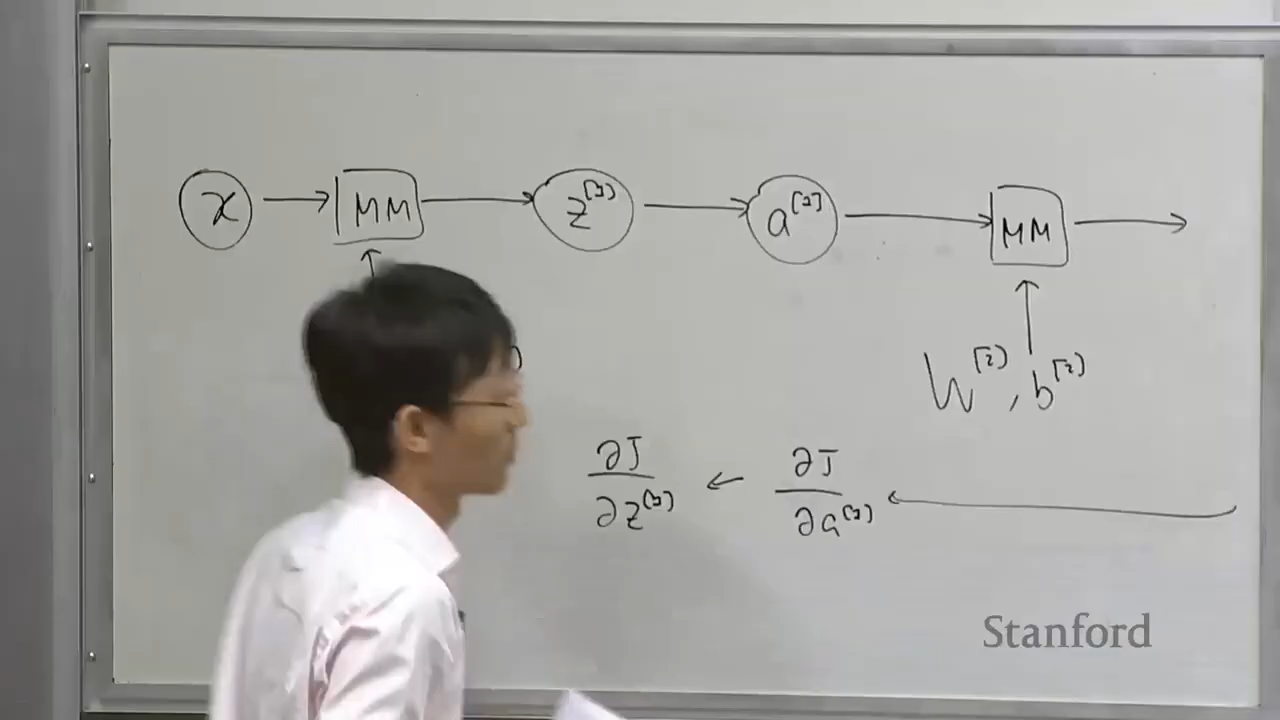 x → MM → z^[1] → a^[1] → MM →
W^[2], b^[2]
∂J/∂z^[1] ← ∂J/∂a^[1] ←
Stanford